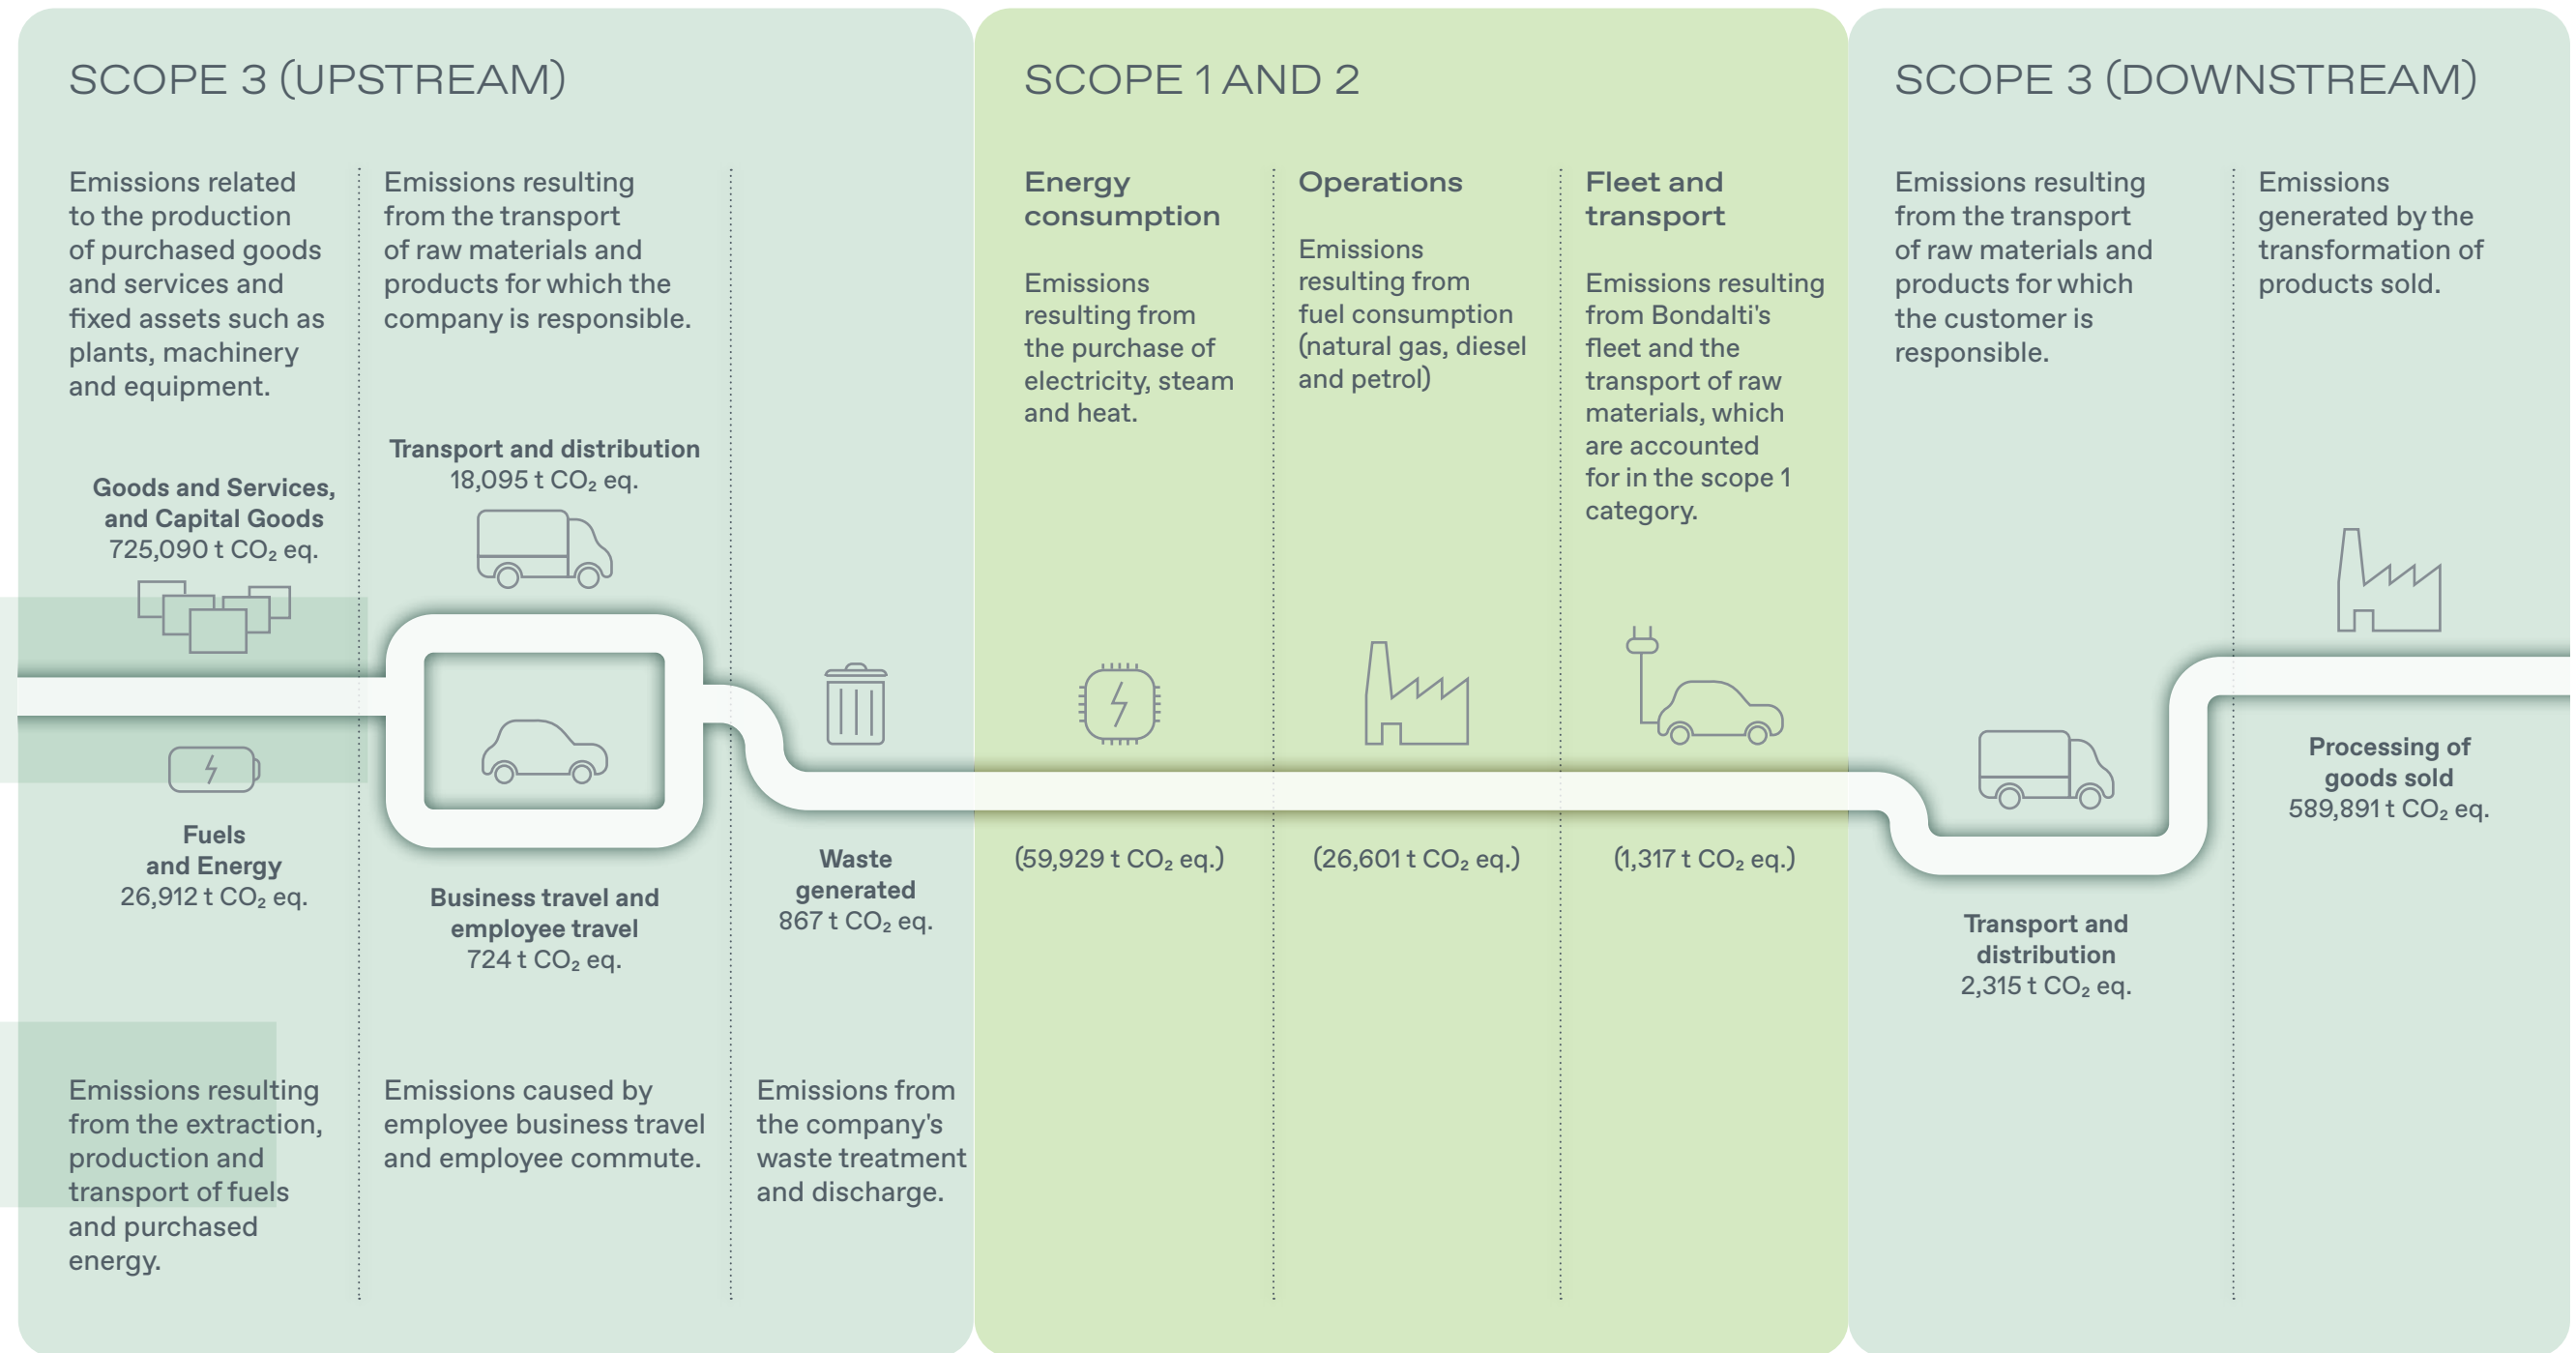 SCOPE 3 (UPSTREAM)
Emissions related
to the production
of purchased goods
and services and
fixed assets such as
plants, machinery
and equipment.
Goods and Services,
and Capital Goods
725,090 t CO₂ eq.
Fuels
and Energy
26,912 t CO₂ eq.
Emissions resulting
from the extraction,
production and
transport of fuels
and purchased
energy.
Emissions resulting
from the transport
of raw materials and
products for which the
company is responsible.
Transport and distribution
18,095 t CO₂ eq.
Business travel and
employee travel
724 t CO₂ eq.
Emissions caused by
employee business travel
and employee commute.
Waste
generated
867 t CO₂ eq.
Emissions from
the company's
waste treatment
and discharge.
SCOPE 1 AND 2
Energy
consumption
Emissions
resulting from
the purchase of
electricity, steam
and heat.
(59,929 t CO₂ eq.)
Operations
Emissions
resulting from
fuel consumption
(natural gas, diesel
and petrol)
(26,601 t CO₂ eq.)
Fleet and
transport
Emissions resulting
from Bondalti's
fleet and the
transport of raw
materials, which
are accounted
for in the scope 1
category.
(1,317 t CO₂ eq.)
SCOPE 3 (DOWNSTREAM)
Emissions resulting
from the transport
of raw materials and
products for which
the customer is
responsible.
Transport and
distribution
2,315 t CO₂ eq.
Emissions
generated by the
transformation of
products sold.
Processing of
goods sold
589,891 t CO₂ eq.